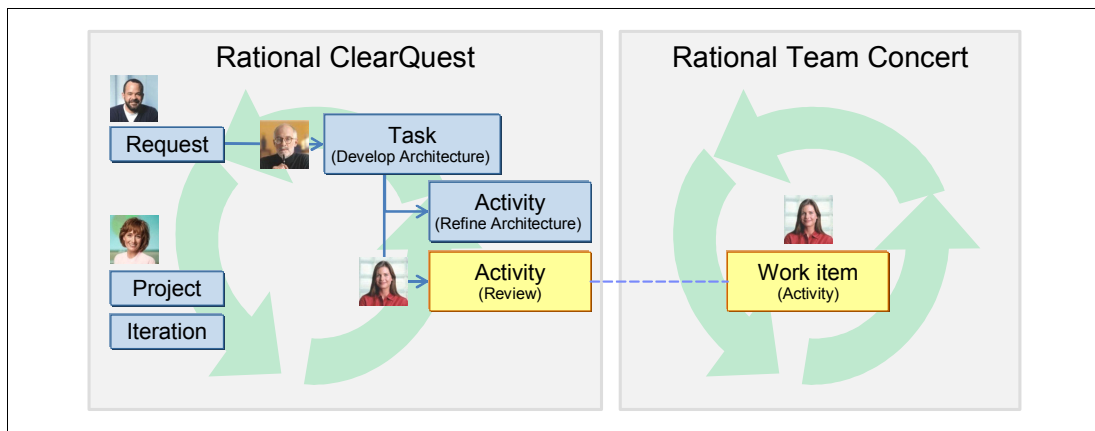 Rational ClearQuest
Rational Team Concert
Request
Task
(Develop Architecture)
Activity
(Refine Architecture)
Project
Activity
(Review)
Work item
(Activity)
Iteration